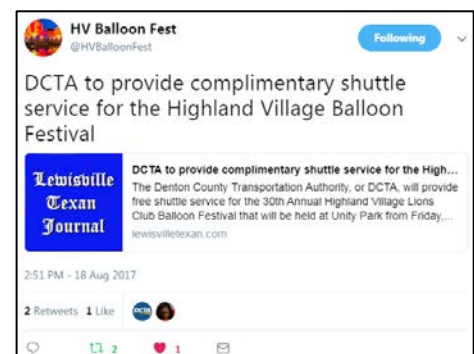 HV Balloon Fest
@HVBalloonFest
Following
DCTA to provide complimentary shuttle
service for the Highland Village Balloon
Festival
Lewisville
Texan
Journal
DCTA to provide complimentary shuttle service for the High...
The Denton County Transportation Authority, or DCTA, will provide
free shuttle service for the 30th Annual Highland Village Lions
Club Balloon Festival that will be held at Unity Park from Friday,...
lewisvilletexan.com
2:51 PM - 18 Aug 2017
2 Retweets 1 Like
DCTA
2 1